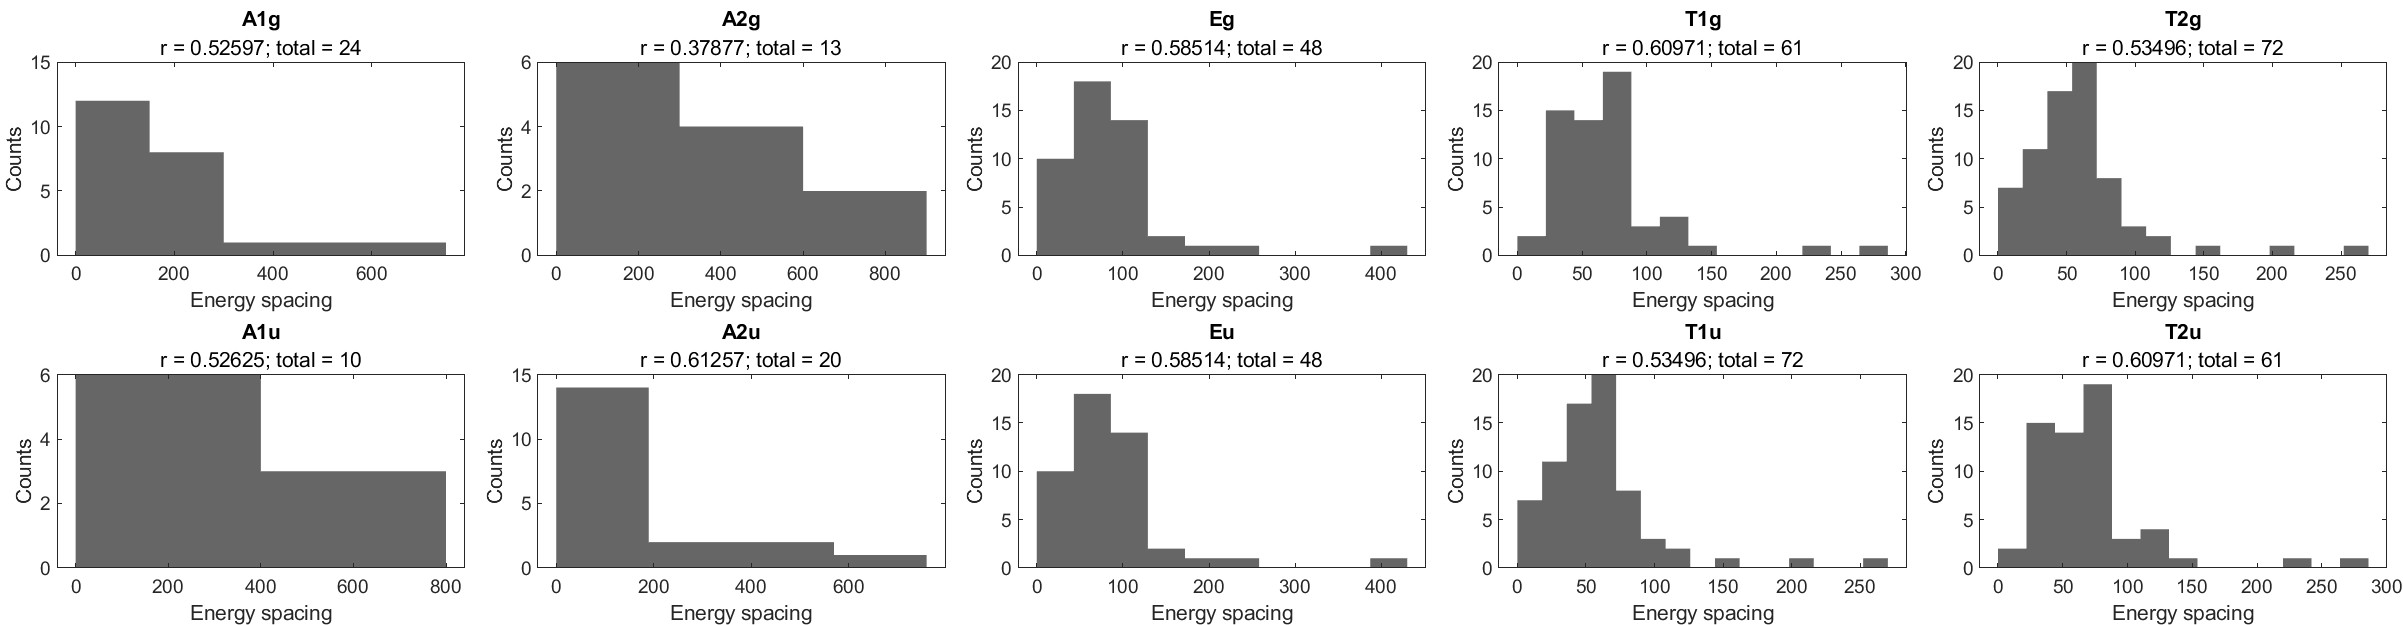 A1g
r = 0.52597; total = 24
15
10
5
0
Counts
0 200 400 600
Energy spacing
A2g
r = 0.37877; total = 13
6
4
2
0
Counts
0 200 400 600 800
Energy spacing
Eg
r = 0.58514; total = 48
20
15
10
5
0
Counts
0 100 200 300 400
Energy spacing
T1g
r = 0.60971; total = 61
20
15
10
5
0
Counts
0 50 100 150 200 250 300
Energy spacing
T2g
r = 0.53496; total = 72
20
15
10
5
0
Counts
0 50 100 150 200 250
Energy spacing
A1u
r = 0.52625; total = 10
6
4
2
0
Counts
0 200 400 600 800
Energy spacing
A2u
r = 0.61257; total = 20
15
10
5
0
Counts
0 200 400 600
Energy spacing
Eu
r = 0.58514; total = 48
20
15
10
5
0
Counts
0 100 200 300 400
Energy spacing
T1u
r = 0.53496; total = 72
20
15
10
5
0
Counts
0 50 100 150 200 250
Energy spacing
T2u
r = 0.60971; total = 61
20
15
10
5
0
Counts
0 50 100 150 200 250 300
Energy spacing